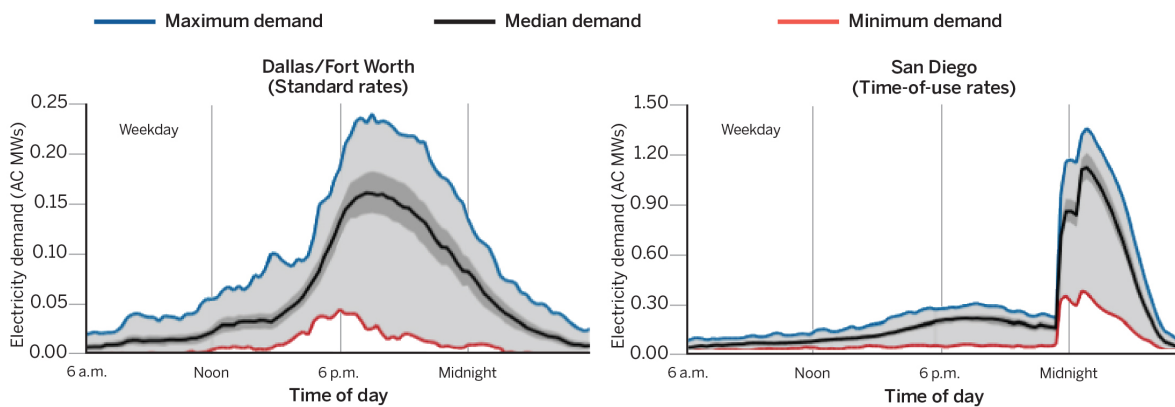 Maximum demand Median demand Minimum demand
Dallas/Fort Worth
(Standard rates)
Electricity demand (AC MWs)
0.25
0.20
0.15
0.10
0.05
0.00
Weekday
6 a.m. Noon 6 p.m. Midnight
Time of day
San Diego
(Time-of-use rates)
Electricity demand (AC MWs)
1.50
1.20
0.90
0.60
0.30
0.00
Weekday
6 a.m. Noon 6 p.m. Midnight
Time of day